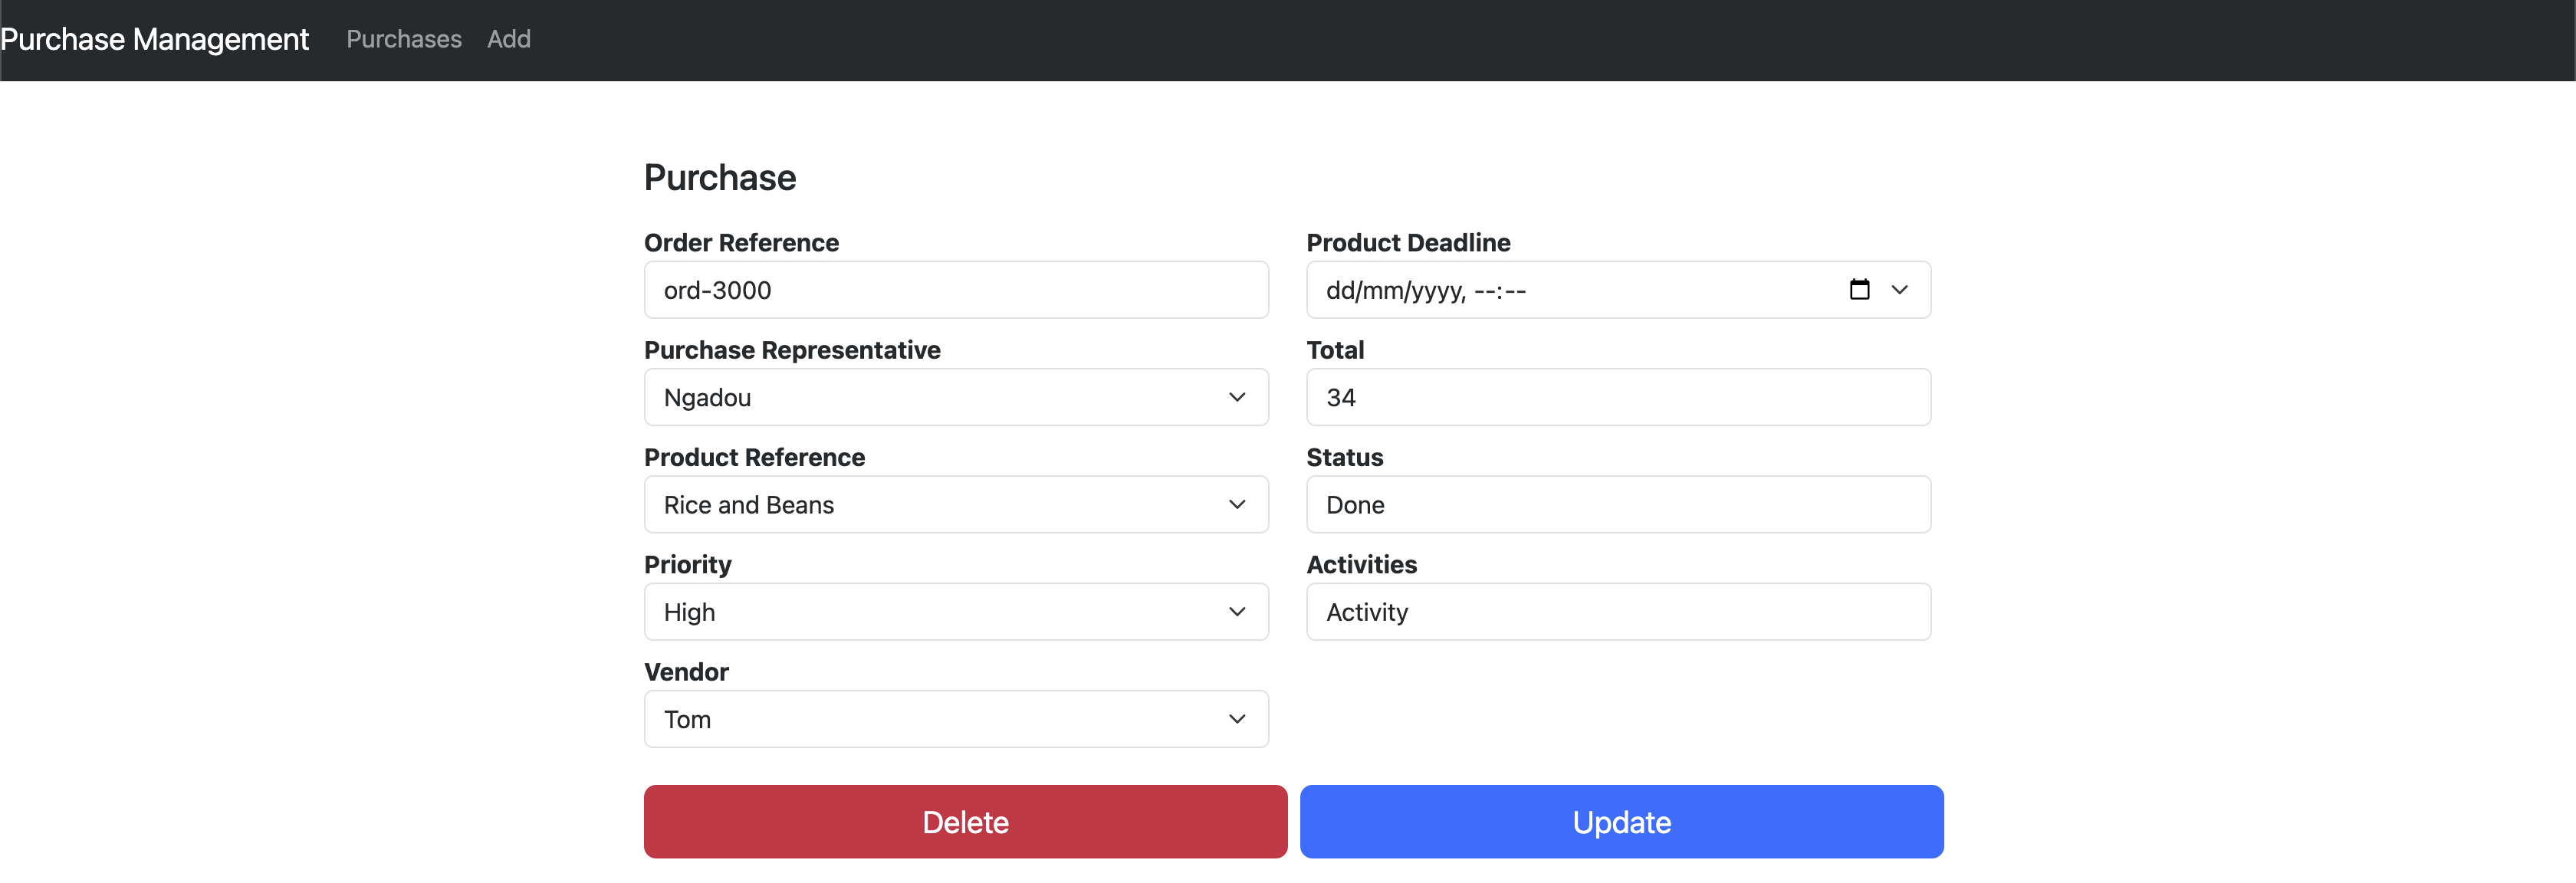 Purchase Management Purchases Add
Purchase
Order Reference
ord-3000
Product Deadline
dd/mm/yyyy, --:--
Purchase Representative
Ngadou
Total
34
Product Reference
Rice and Beans
Status
Done
Priority
High
Activities
Activity
Vendor
Tom
Delete
Update